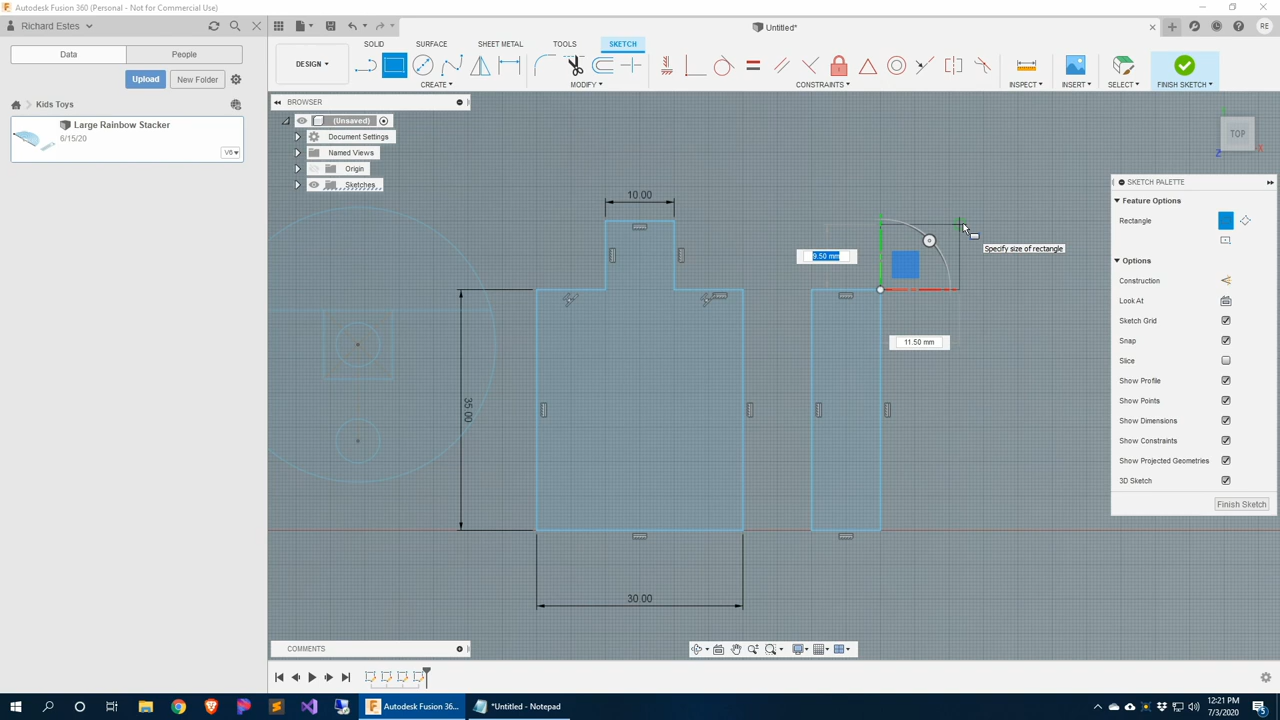 Autodesk Fusion 360 (Personal - Not for Commercial Use)
Richard Estes
Untitled*
RE
Data
People
DESIGN
SOLID
SURFACE
SHEET METAL
TOOLS
SKETCH
CREATE
MODIFY
CONSTRAINTS
INSPECT
INSERT
SELECT
FINISH SKETCH
Upload
New Folder
Kids Toys
Large Rainbow Stacker
6/15/20
V6
BROWSER
(Unsaved)
Document Settings
Named Views
Origin
Sketches
TOP
Z
X
10.00
9.50 mm
Specify size of rectangle
11.50 mm
35.00
30.00
SKETCH PALETTE
Feature Options
Rectangle
Options
Construction
Look At
Sketch Grid
Snap
Slice
Show Profile
Show Points
Show Dimensions
Show Constraints
Show Projected Geometries
3D Sketch
Finish Sketch
COMMENTS
Autodesk Fusion 36...
*Untitled - Notepad
12:21 PM
7/3/2020
5